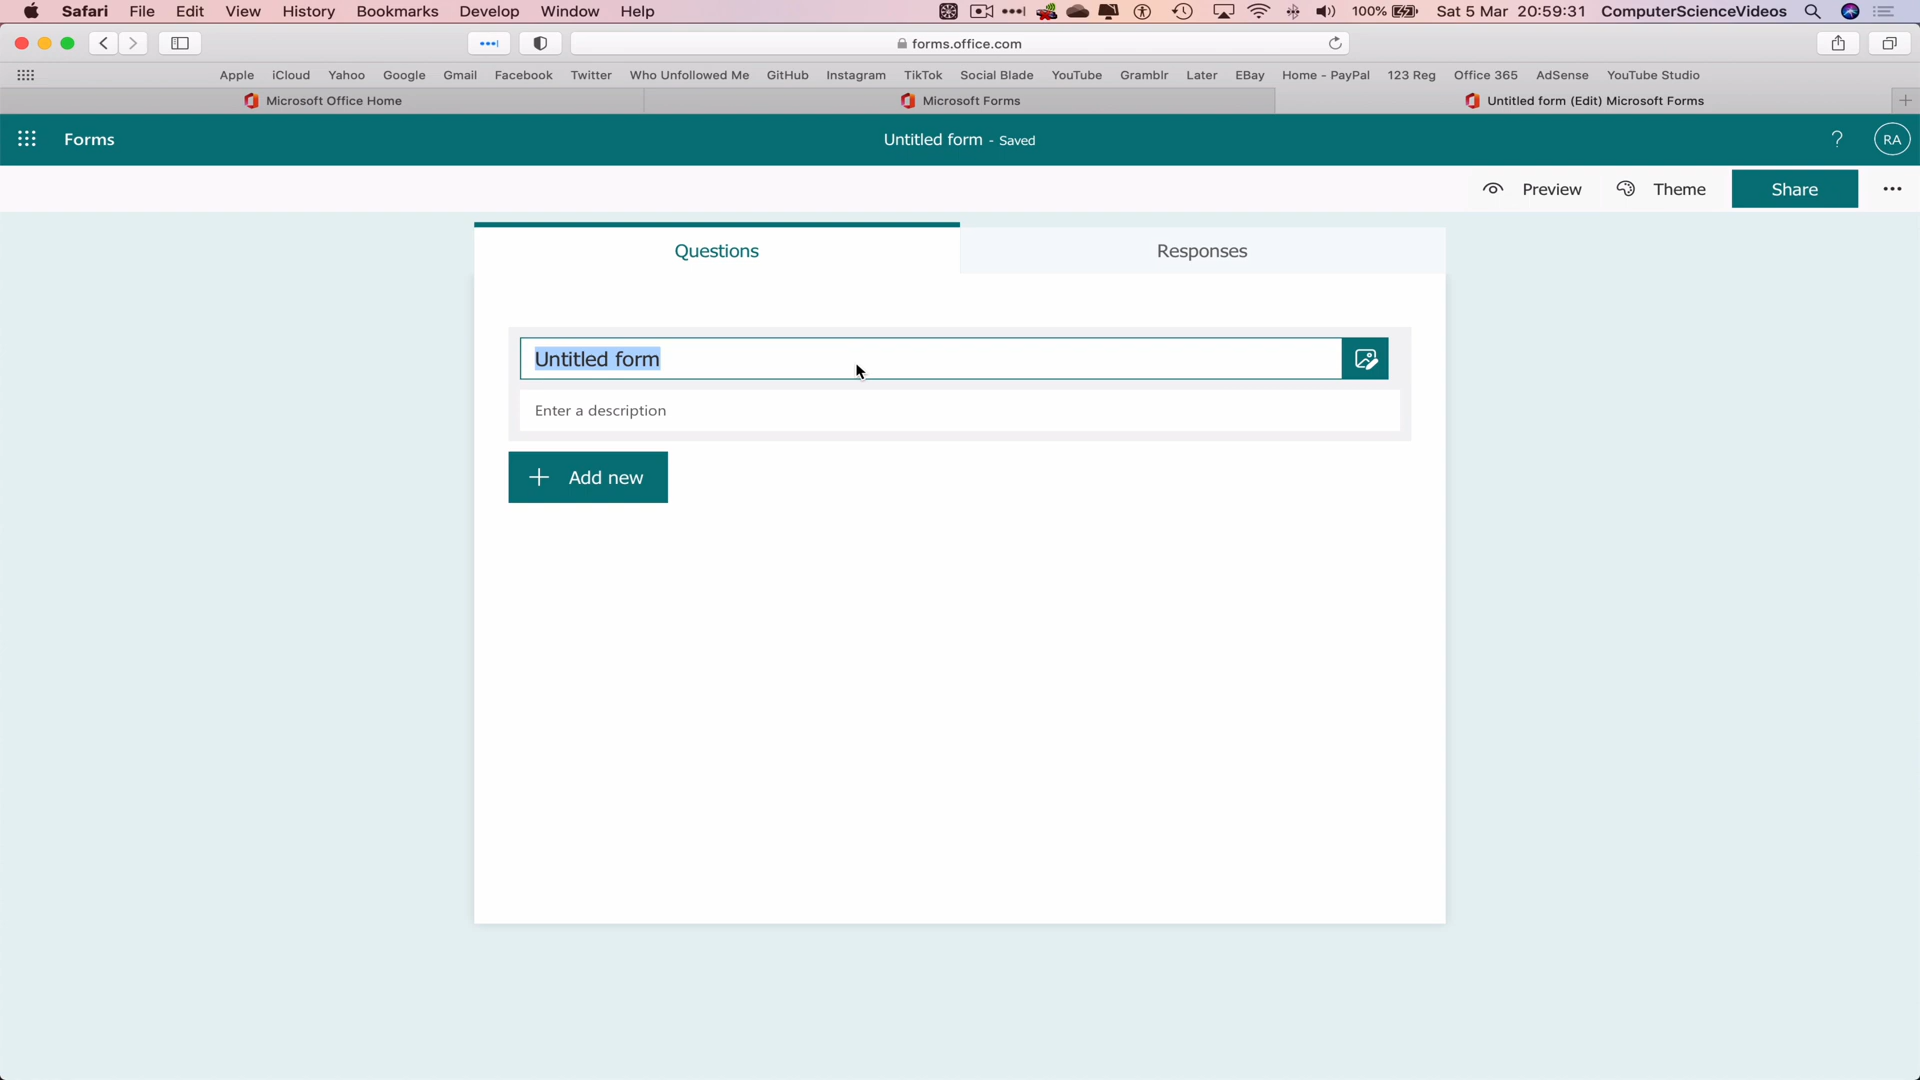 Safari File Edit View History Bookmarks Develop Window Help 100% Sat 5 Mar 20:59:31 ComputerScienceVideos
forms.office.com
Apple iCloud Yahoo Google Gmail Facebook Twitter Who Unfollowed Me GitHub Instagram TikTok Social Blade YouTube Gramblr Later EBay Home - PayPal 123 Reg Office 365 AdSense YouTube Studio
Microsoft Office Home Microsoft Forms Untitled form (Edit) Microsoft Forms
Forms Untitled form - Saved ? RA
Preview Theme Share
Questions Responses
Untitled form
Enter a description
Add new